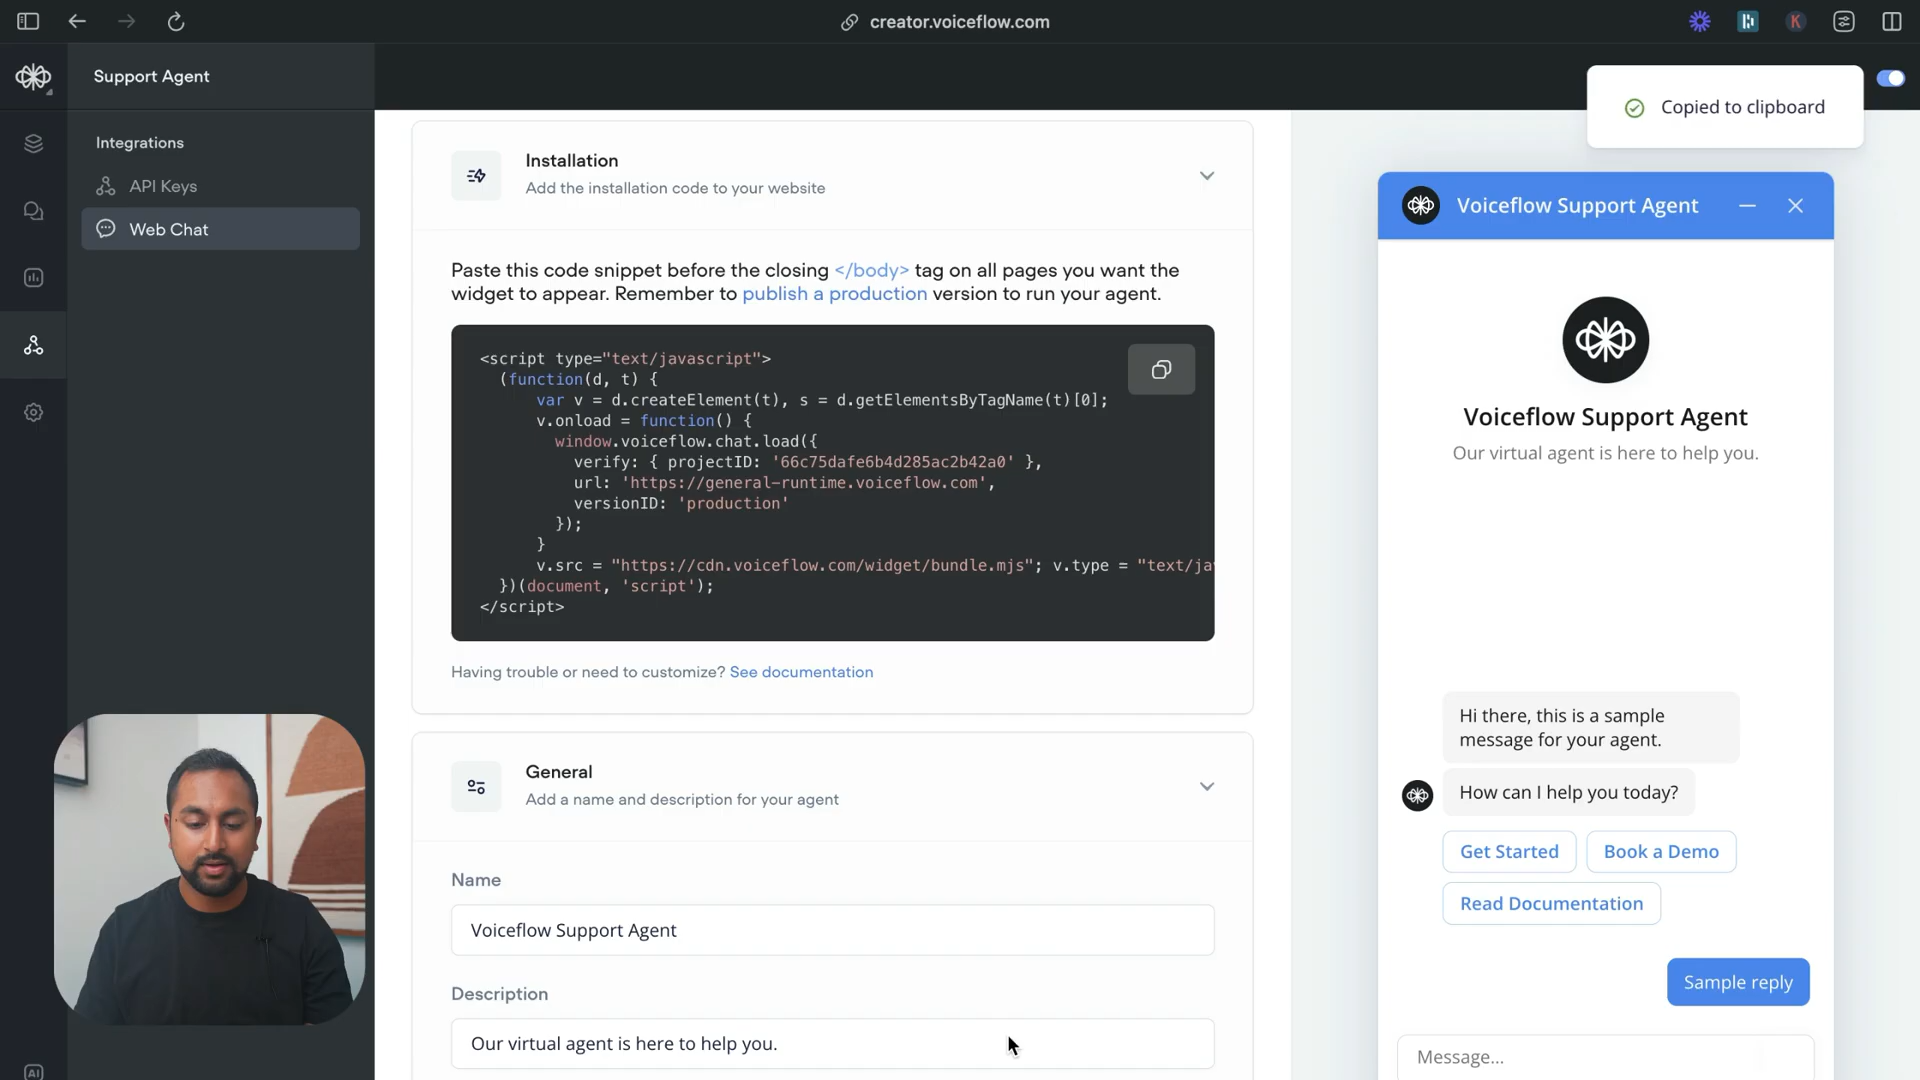 creator.voiceflow.com
K
Support Agent
Copied to clipboard
Integrations
API Keys
Web Chat
Installation
Add the installation code to your website
Paste this code snippet before the closing </body> tag on all pages you want the
widget to appear. Remember to publish a production version to run your agent.
<script type="text/javascript">
(function(d, t) {
var v = d.createElement(t), s = d.getElementsByTagName(t)[0];
v.onload = function() {
window.voiceflow.chat.load({
verify: { projectID: '66c75dafe6b4d285ac2b42a0' },
url: 'https://general-runtime.voiceflow.com',
versionID: 'production'
});
}
v.src = "https://cdn.voiceflow.com/widget/bundle.mjs"; v.type = "text/ja
})(document, 'script');
</script>
Having trouble or need to customize? See documentation
General
Add a name and description for your agent
Name
Voiceflow Support Agent
Description
Our virtual agent is here to help you.
AI
Voiceflow Support Agent
Voiceflow Support Agent
Our virtual agent is here to help you.
Hi there, this is a sample
message for your agent.
How can I help you today?
Get Started
Book a Demo
Read Documentation
Sample reply
Message...